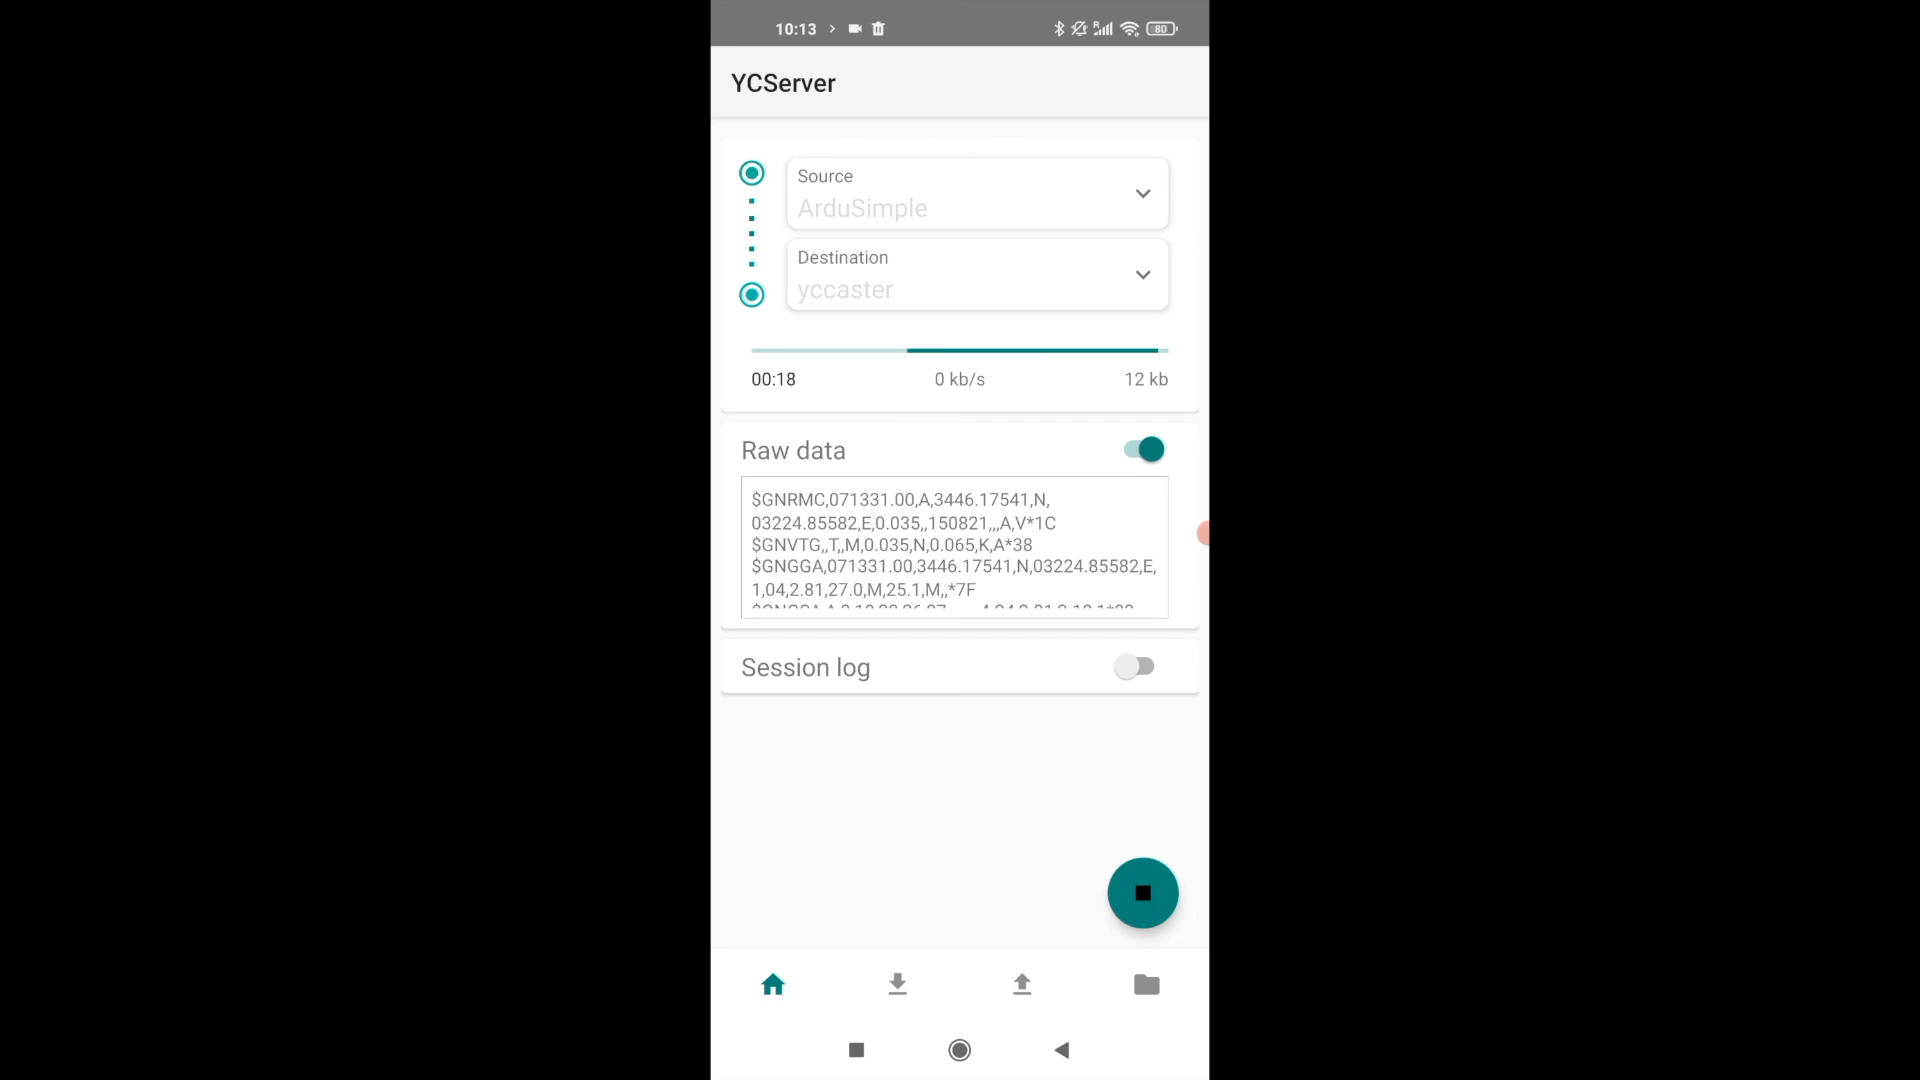 10:13
80
YCServer
Source
ArduSimple
Destination
yccaster
00:18 0 kb/s 12 kb
Raw data
$GNRMC,071331.00,A,3446.17541,N,
03224.85582,E,0.035,,150821,,,A,V*1C
$GNVTG,,T,,M,0.035,N,0.065,K,A*38
$GNGGA,071331.00,3446.17541,N,03224.85582,E,
1,04,2.81,27.0,M,25.1,M,,*7F
Session log